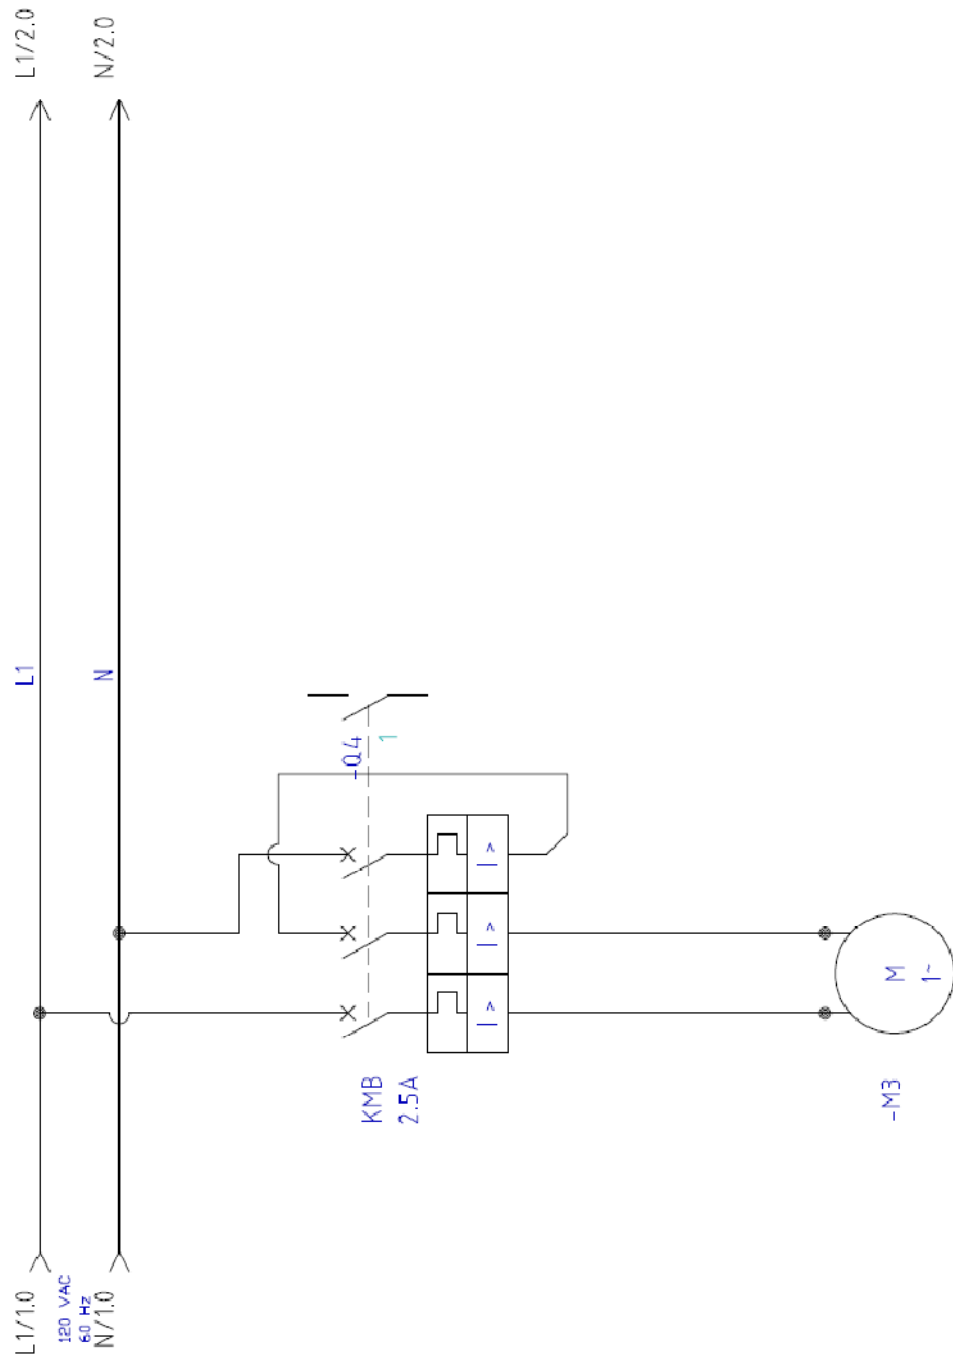 L1/1.0
120 VAC
60 Hz
N/1.0
L1
N
L1/2.0
N/2.0
-Q4
1
KMB
2.5A
I >
I >
I >
-M3
M
1~